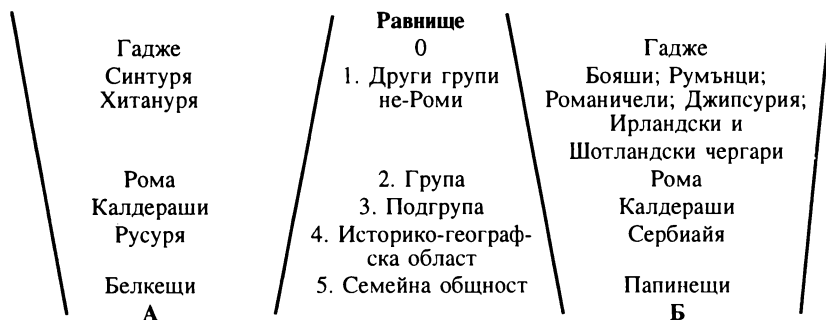 Равнище
Гадже 0 Гадже
Синтуря 1. Други групи Бояши; Румънци;
Хитануря не-Роми Романичели; Джипсурия;
Ирландски и
Шотландски чергари
Рома 2. Група Рома
Калдераши 3. Подгрупа Калдераши
Русуря 4. Историко-географ- Сербиайя
ска област
Белкещи 5. Семейна общност Папинещи
А Б